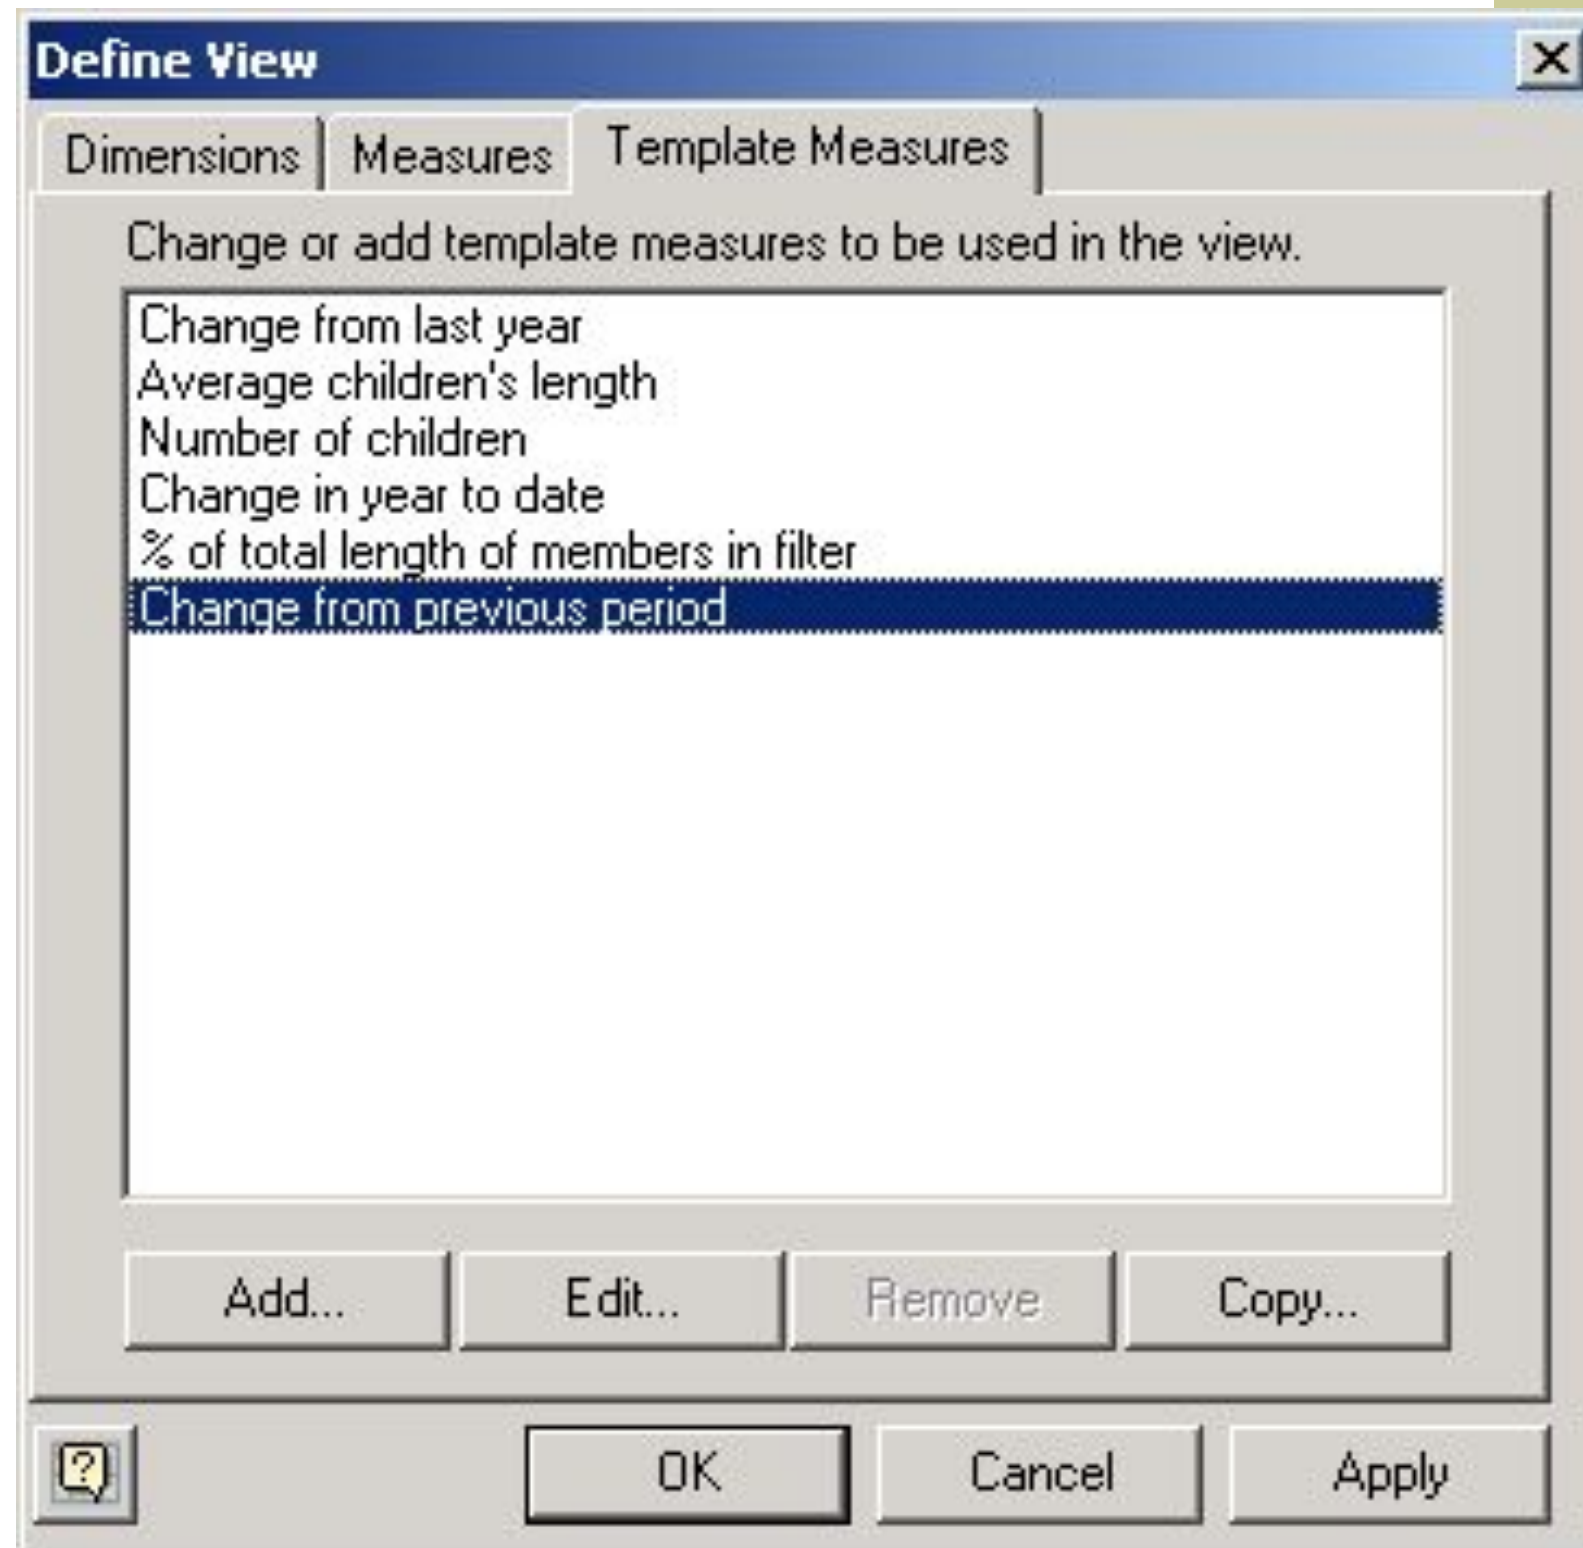 Define View
Dimensions Measures Template Measures
Change or add template measures to be used in the view.
Change from last year
Average children's length
Number of children
Change in year to date
% of total length of members in filter
Change from previous period
Add... Edit... Remove Copy...
? OK Cancel Apply